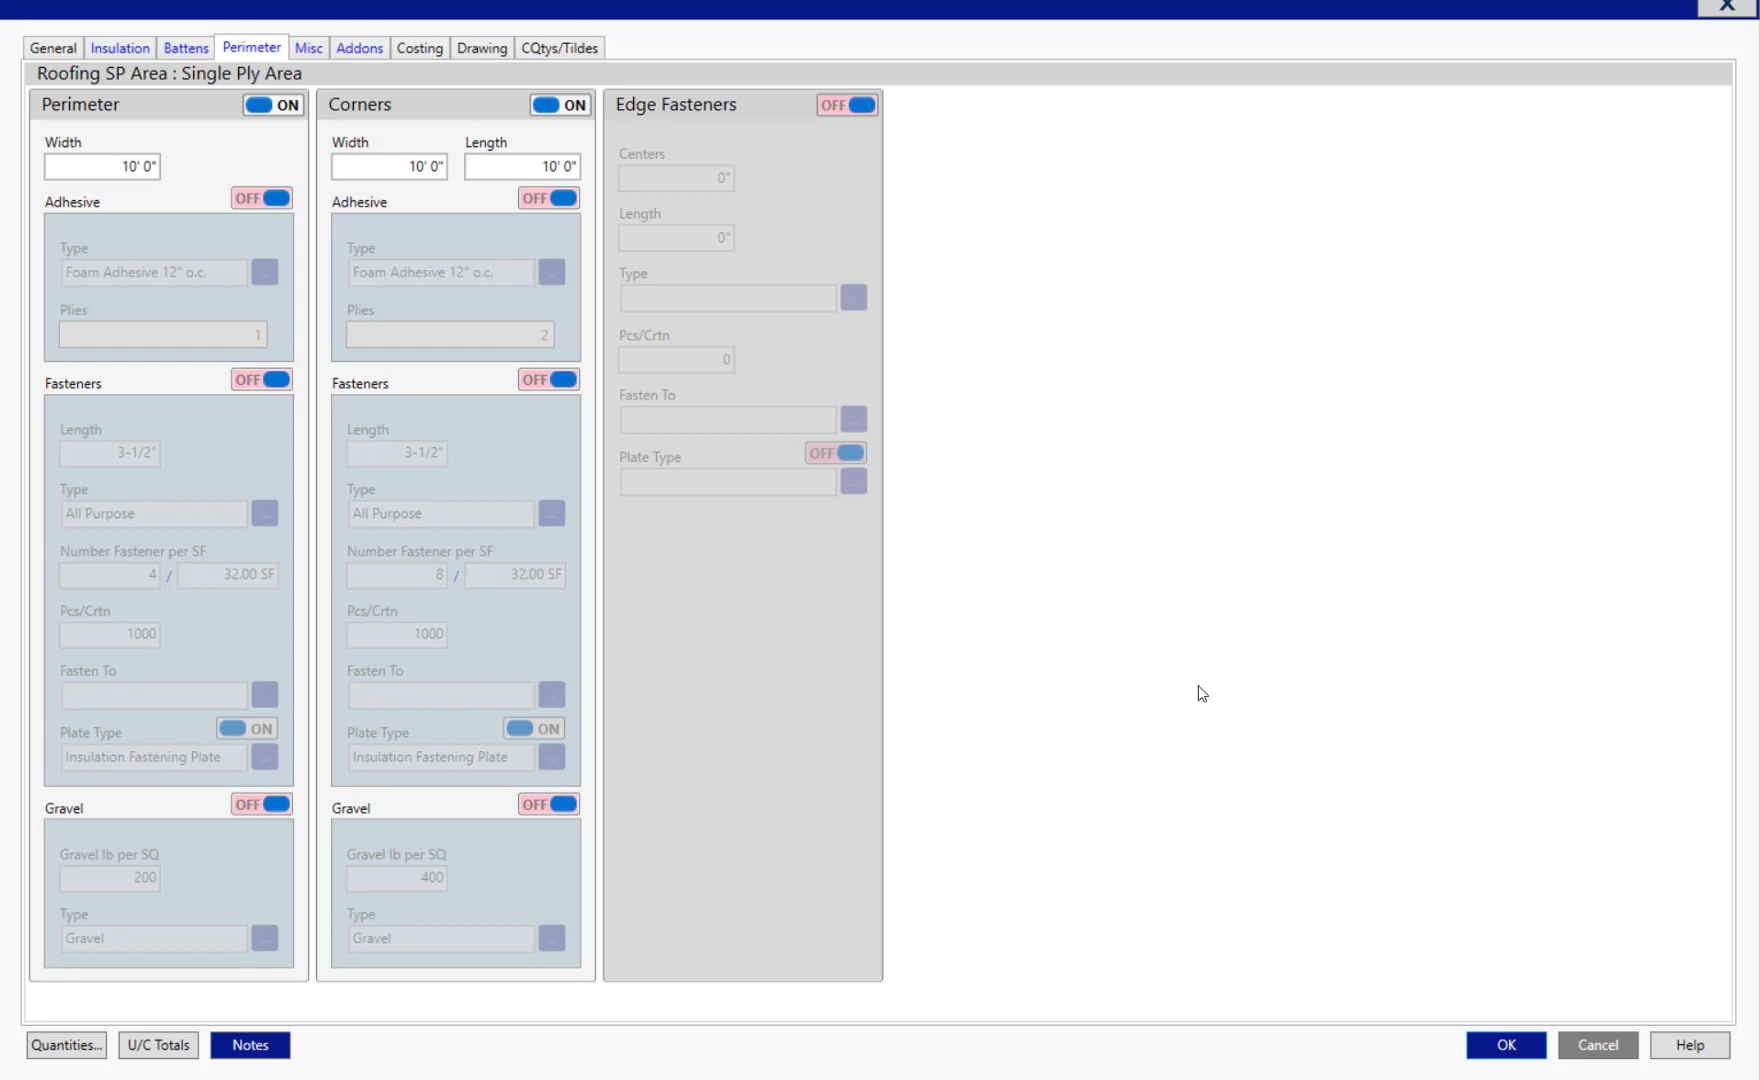 X
General Insulation Battens Perimeter Misc Addons Costing Drawing CQtys/Tildes
Roofing SP Area : Single Ply Area
Perimeter ON
Width
10' 0"
Adhesive OFF
Type
Foam Adhesive 12" o.c. ...
Plies
1
Fasteners OFF
Length
3-1/2"
Type
All Purpose ...
Number Fastener per SF
4 / 32.00 SF
Pcs/Crtn
1000
Fasten To
...
Plate Type ON
Insulation Fastening Plate ...
Gravel OFF
Gravel lb per SQ
200
Type
Gravel ...
Corners ON
Width Length
10' 0" 10' 0"
Adhesive OFF
Type
Foam Adhesive 12" o.c. ...
Plies
2
Fasteners OFF
Length
3-1/2"
Type
All Purpose ...
Number Fastener per SF
8 / 32.00 SF
Pcs/Crtn
1000
Fasten To
...
Plate Type ON
Insulation Fastening Plate ...
Gravel OFF
Gravel lb per SQ
400
Type
Gravel ...
Edge Fasteners OFF
Centers
0"
Length
0"
Type
...
Pcs/Crtn
0
Fasten To
...
Plate Type OFF
...
Quantities... U/C Totals Notes OK Cancel Help